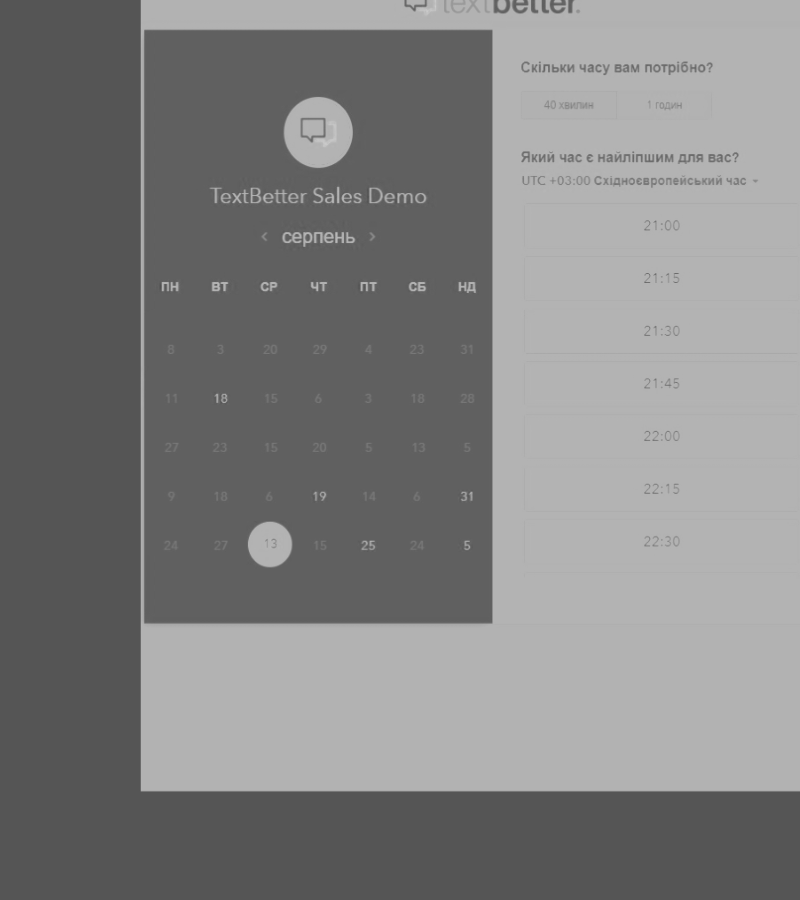 textbetter.
TextBetter Sales Demo
< серпень >
ПН ВТ СР ЧТ ПТ СБ НД
8 3 20 29 4 23 31
11 18 15 6 3 18 28
27 23 15 20 5 13 5
9 18 6 19 14 6 31
24 27 13 15 25 24 5
Скільки часу вам потрібно?
40 хвилин 1 годин
Який час є найліпшим для вас?
UTC +03:00 Східноєвропейський час
21:00
21:15
21:30
21:45
22:00
22:15
22:30